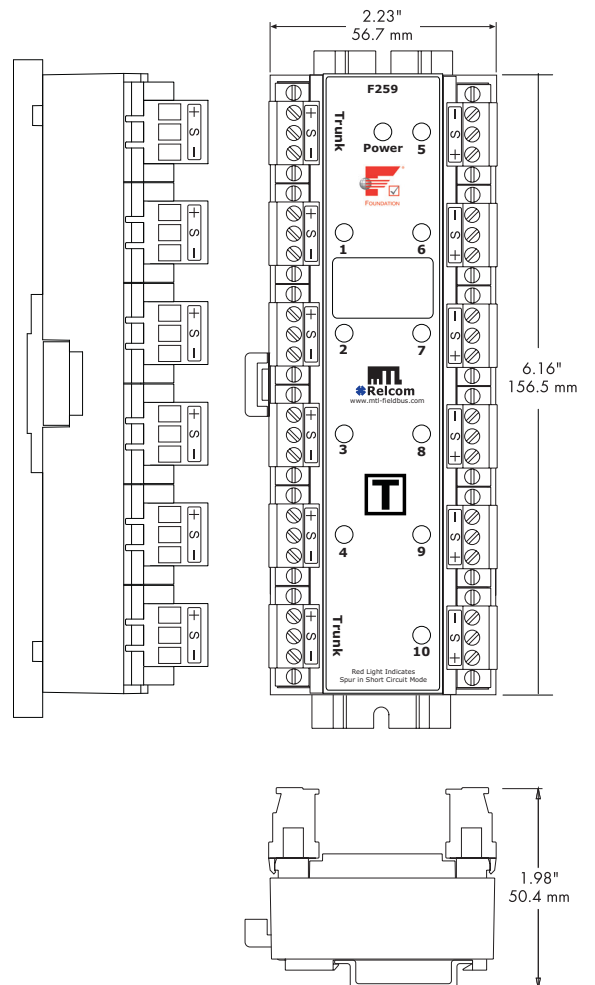 2.23"
56.7 mm
F259
Trunk
+ S −
Power
5
− S +
FOUNDATION
+ S −
1
6
− S +
+ S −
2
7
− S +
6.16"
156.5 mm
MTL
Relcom
www.mtl-fieldbus.com
+ S −
3
8
− S +
T
+ S −
4
9
− S +
Trunk
+ S −
10
− S +
Red Light Indicates
Spur in Short Circuit Mode
+ S −
+ S −
+ S −
+ S −
+ S −
+ S −
1.98"
50.4 mm